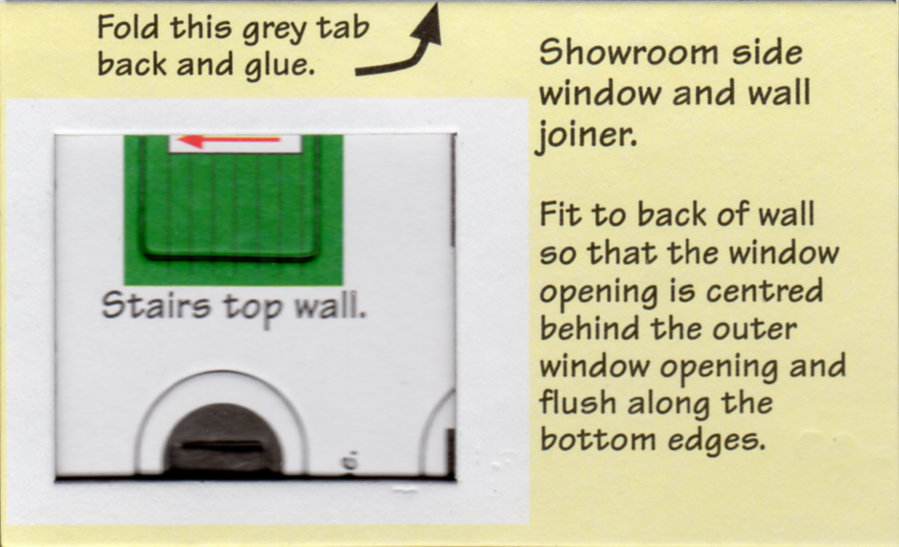 Fold this grey tab
back and glue.
Showroom side
window and wall
joiner.
Fit to back of wall
so that the window
opening is centred
behind the outer
window opening and
flush along the
bottom edges.
Stairs top wall.